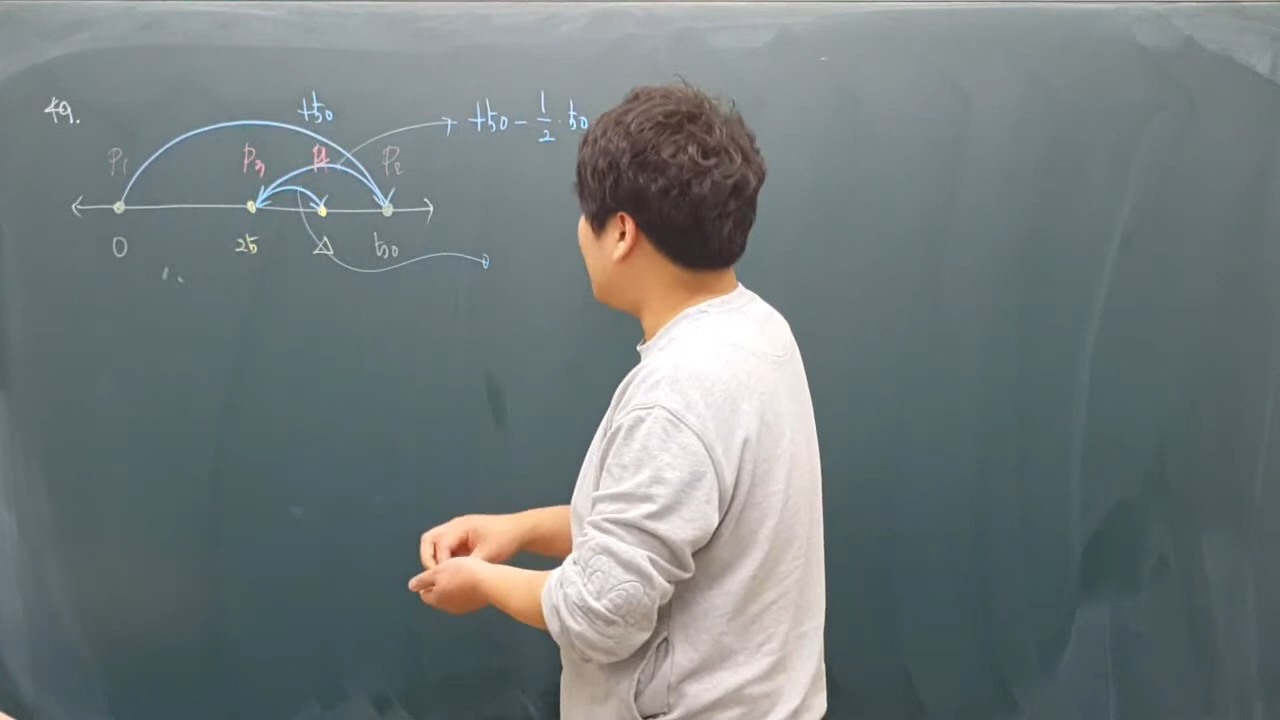 49.
+50
+50 - 1/2 · 50
P₁ P₃ P₄ P₂
0 25 △ 50